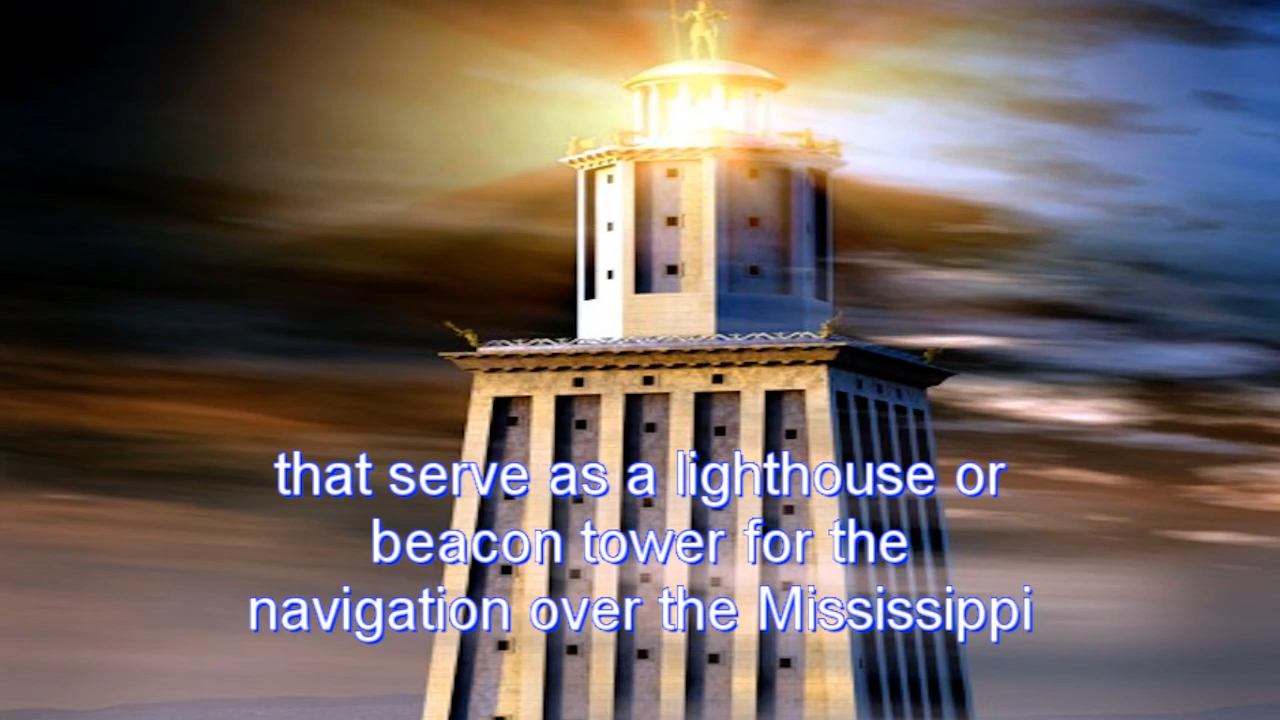 that serve as a lighthouse or
beacon tower for the
navigation over the Mississippi